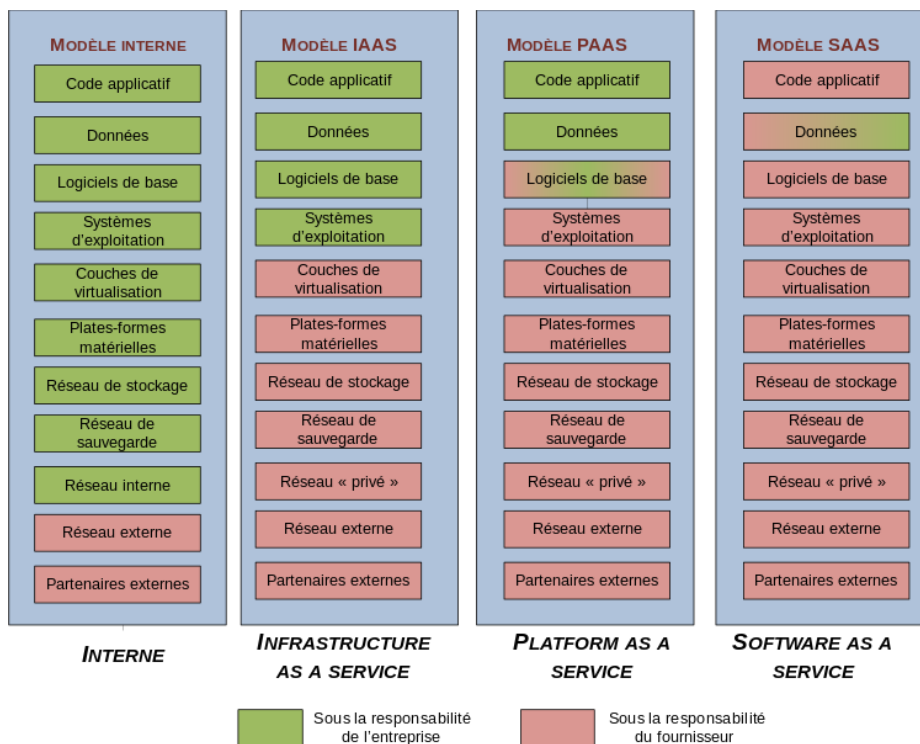 MODÈLE INTERNE
Code applicatif
Données
Logiciels de base
Systèmes
d'exploitation
Couches de
virtualisation
Plates-formes
matérielles
Réseau de stockage
Réseau de
sauvegarde
Réseau interne
Réseau externe
Partenaires externes
INTERNE
MODÈLE IAAS
Code applicatif
Données
Logiciels de base
Systèmes
d'exploitation
Couches de
virtualisation
Plates-formes
matérielles
Réseau de stockage
Réseau de
sauvegarde
Réseau « privé »
Réseau externe
Partenaires externes
INFRASTRUCTURE
AS A SERVICE
MODÈLE PAAS
Code applicatif
Données
Logiciels de base
Systèmes
d'exploitation
Couches de
virtualisation
Plates-formes
matérielles
Réseau de stockage
Réseau de
sauvegarde
Réseau « privé »
Réseau externe
Partenaires externes
PLATFORM AS A
SERVICE
MODÈLE SAAS
Code applicatif
Données
Logiciels de base
Systèmes
d'exploitation
Couches de
virtualisation
Plates-formes
matérielles
Réseau de stockage
Réseau de
sauvegarde
Réseau « privé »
Réseau externe
Partenaires externes
SOFTWARE AS A
SERVICE
Sous la responsabilité
de l'entreprise
Sous la responsabilité
du fournisseur